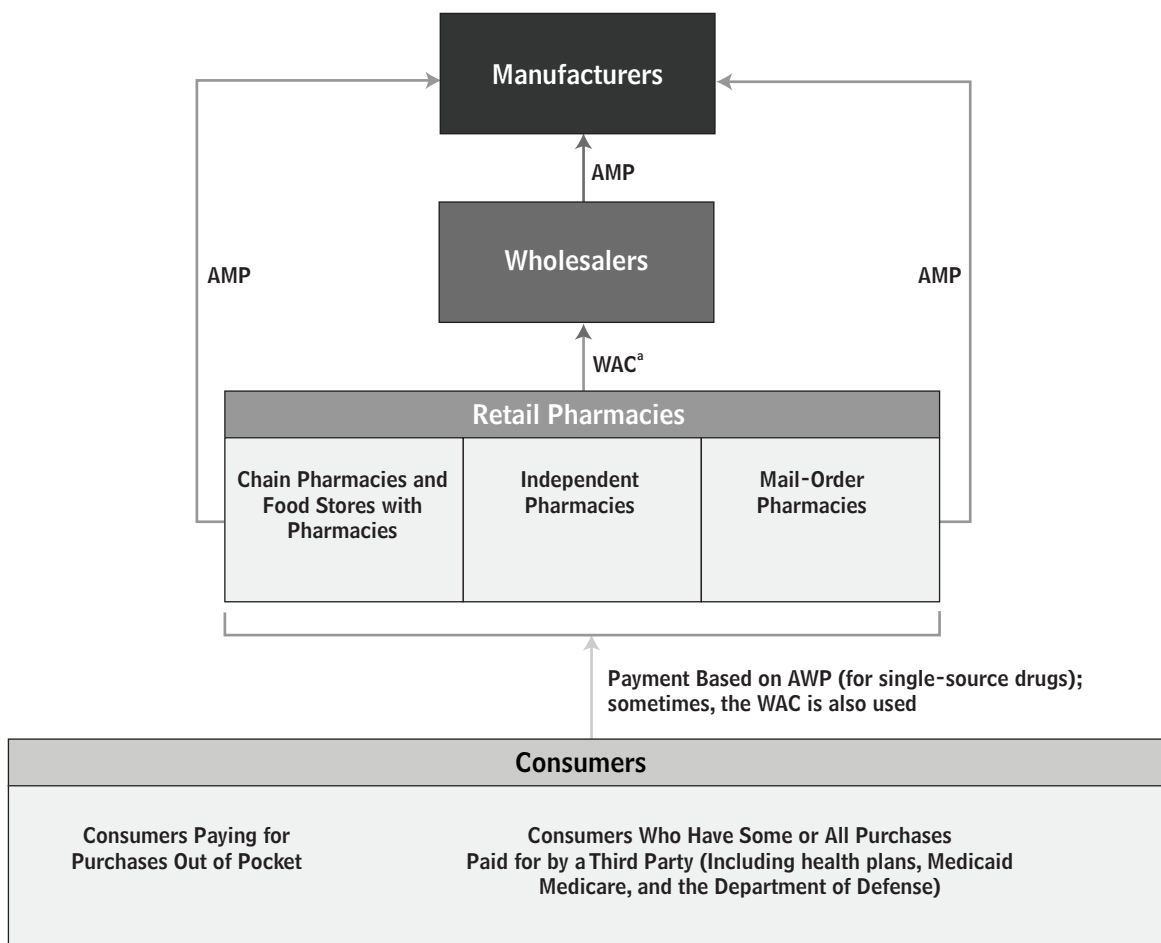 Manufacturers
AMP
Wholesalers
AMP
AMP
WACᵃ
Retail Pharmacies
Chain Pharmacies and
Food Stores with
Pharmacies
Independent
Pharmacies
Mail-Order
Pharmacies
Payment Based on AWP (for single-source drugs);
sometimes, the WAC is also used
Consumers
Consumers Paying for
Purchases Out of Pocket
Consumers Who Have Some or All Purchases
Paid for by a Third Party (Including health plans, Medicaid
Medicare, and the Department of Defense)